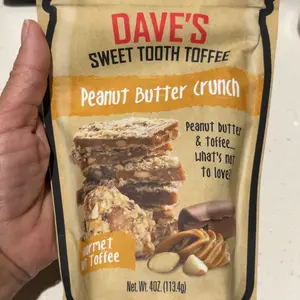 DAVE'S
SWEET TOOTH TOFFEE
Peanut Butter Crunch
Peanut butter
& toffee...
what's not
to love!
Toffee
Net. Wt. 4OZ. (113.4g)